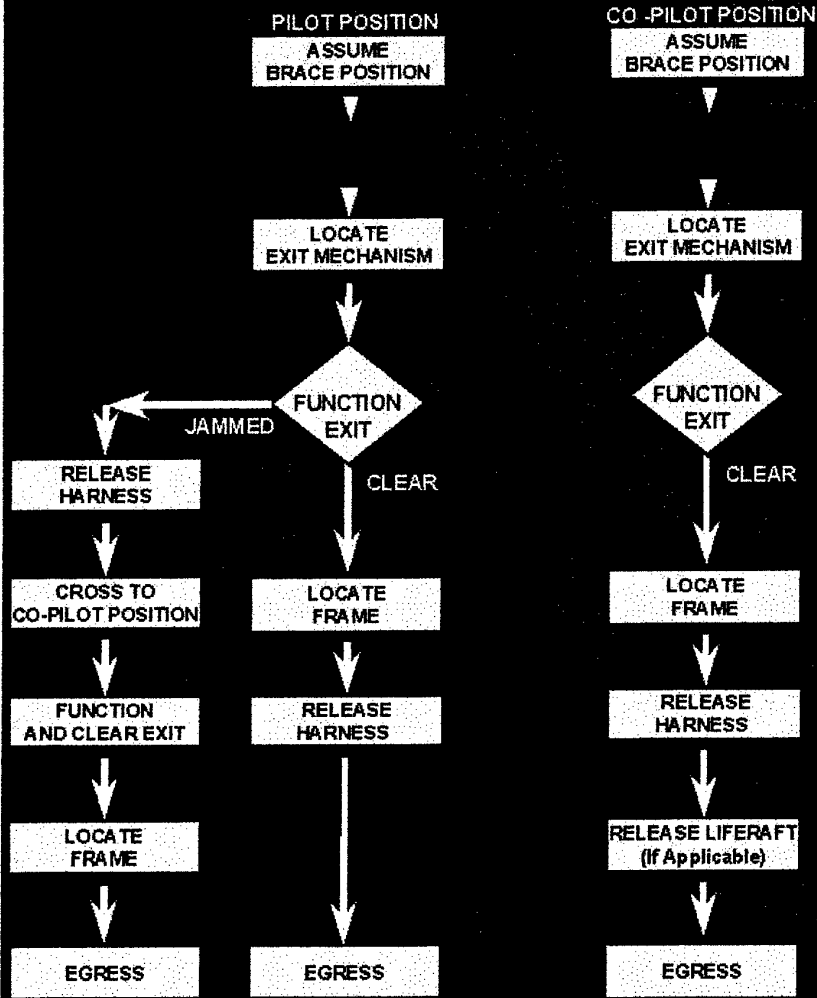 PILOT POSITION
ASSUME
BRACE POSITION
LOCATE
EXIT MECHANISM
FUNCTION
EXIT
JAMMED
CLEAR
RELEASE
HARNESS
CROSS TO
CO-PILOT POSITION
FUNCTION
AND CLEAR EXIT
LOCATE
FRAME
EGRESS
LOCATE
FRAME
RELEASE
HARNESS
EGRESS
CO -PILOT POSITION
ASSUME
BRACE POSITION
LOCATE
EXIT MECHANISM
FUNCTION
EXIT
CLEAR
LOCATE
FRAME
RELEASE
HARNESS
RELEASE LIFERAFT
(If Applicable)
EGRESS